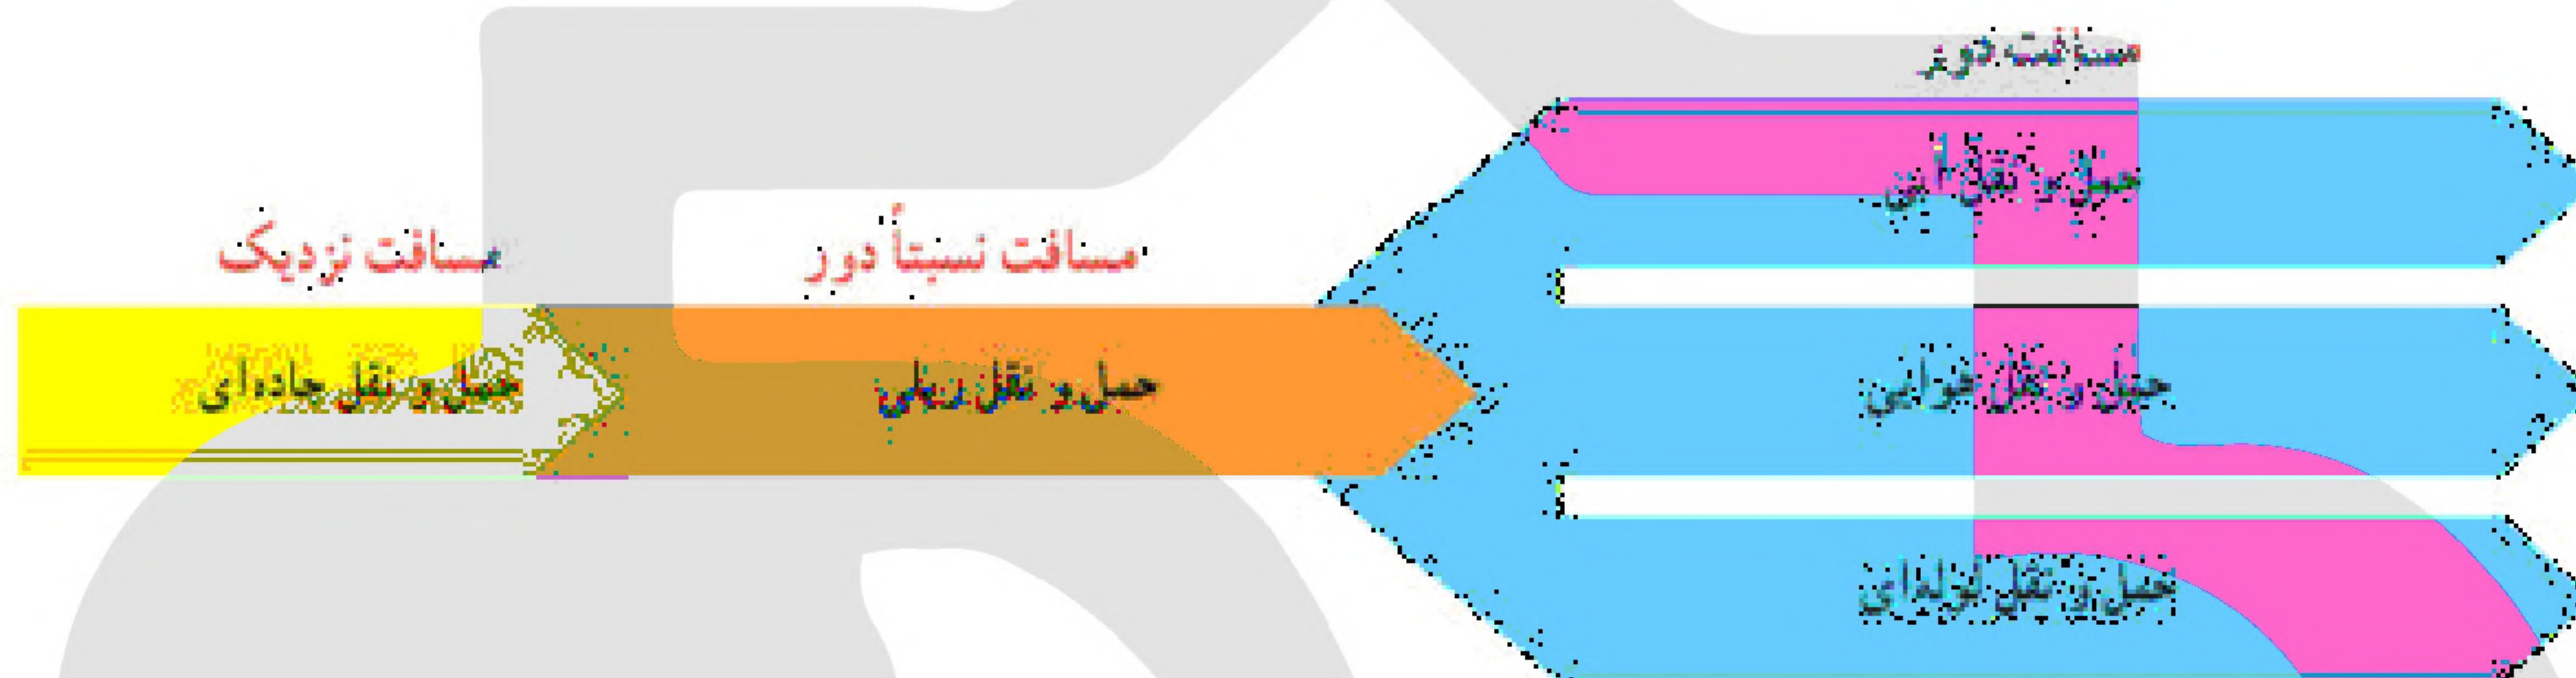 مسافت دور
حمل و نقل آبی
مسافت نسبتاً دور
مسافت نزدیک
حمل و نقل هوایی
حمل و نقل ریلی
حمل و نقل جاده‌ای
حمل و نقل لوله‌ای